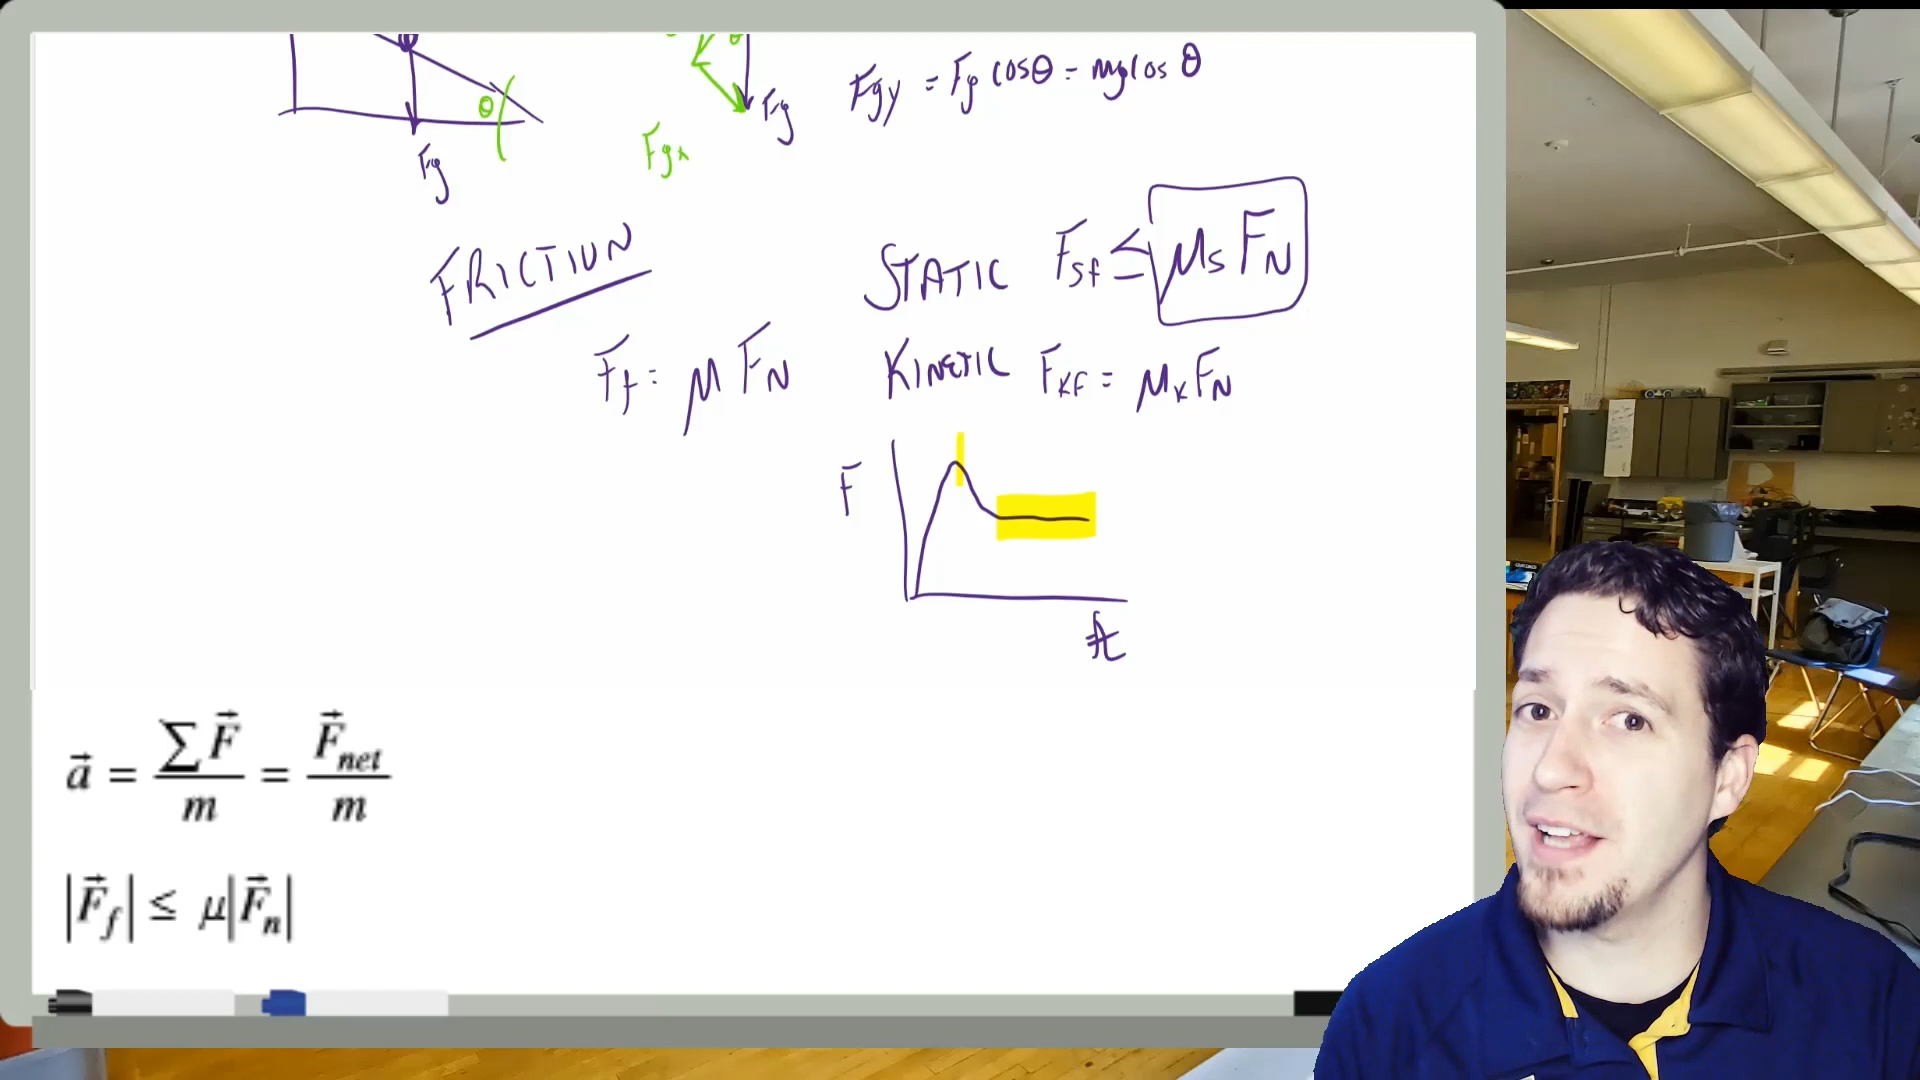 θ
θ
Fgy = Fg cosθ = mg cos θ
Fg
Fg
Fgx
FRICTION
STATIC Fsf ≤ μs FN
Ff = μ FN
KINETIC FKF = μK FN
F
t
a⃗ = ∑F⃗/m = F⃗net/m
|F⃗f| ≤ μ|F⃗n|